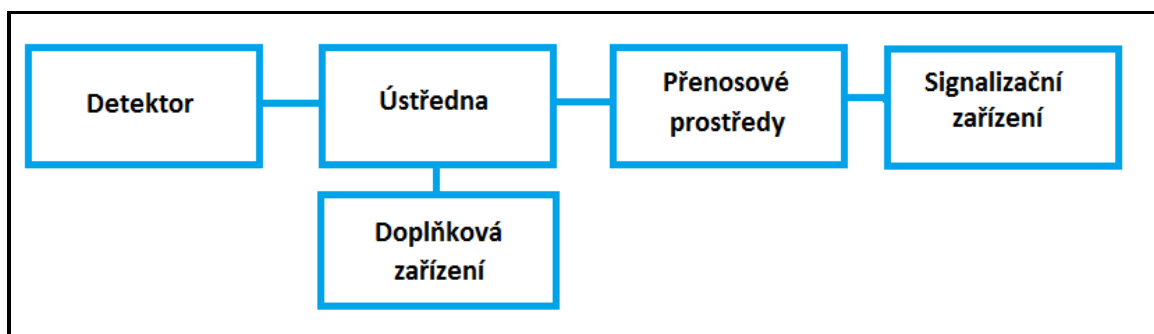 Detektor
Ústředna
Přenosové
prostředy
Signalizační
zařízení
Doplňková
zařízení